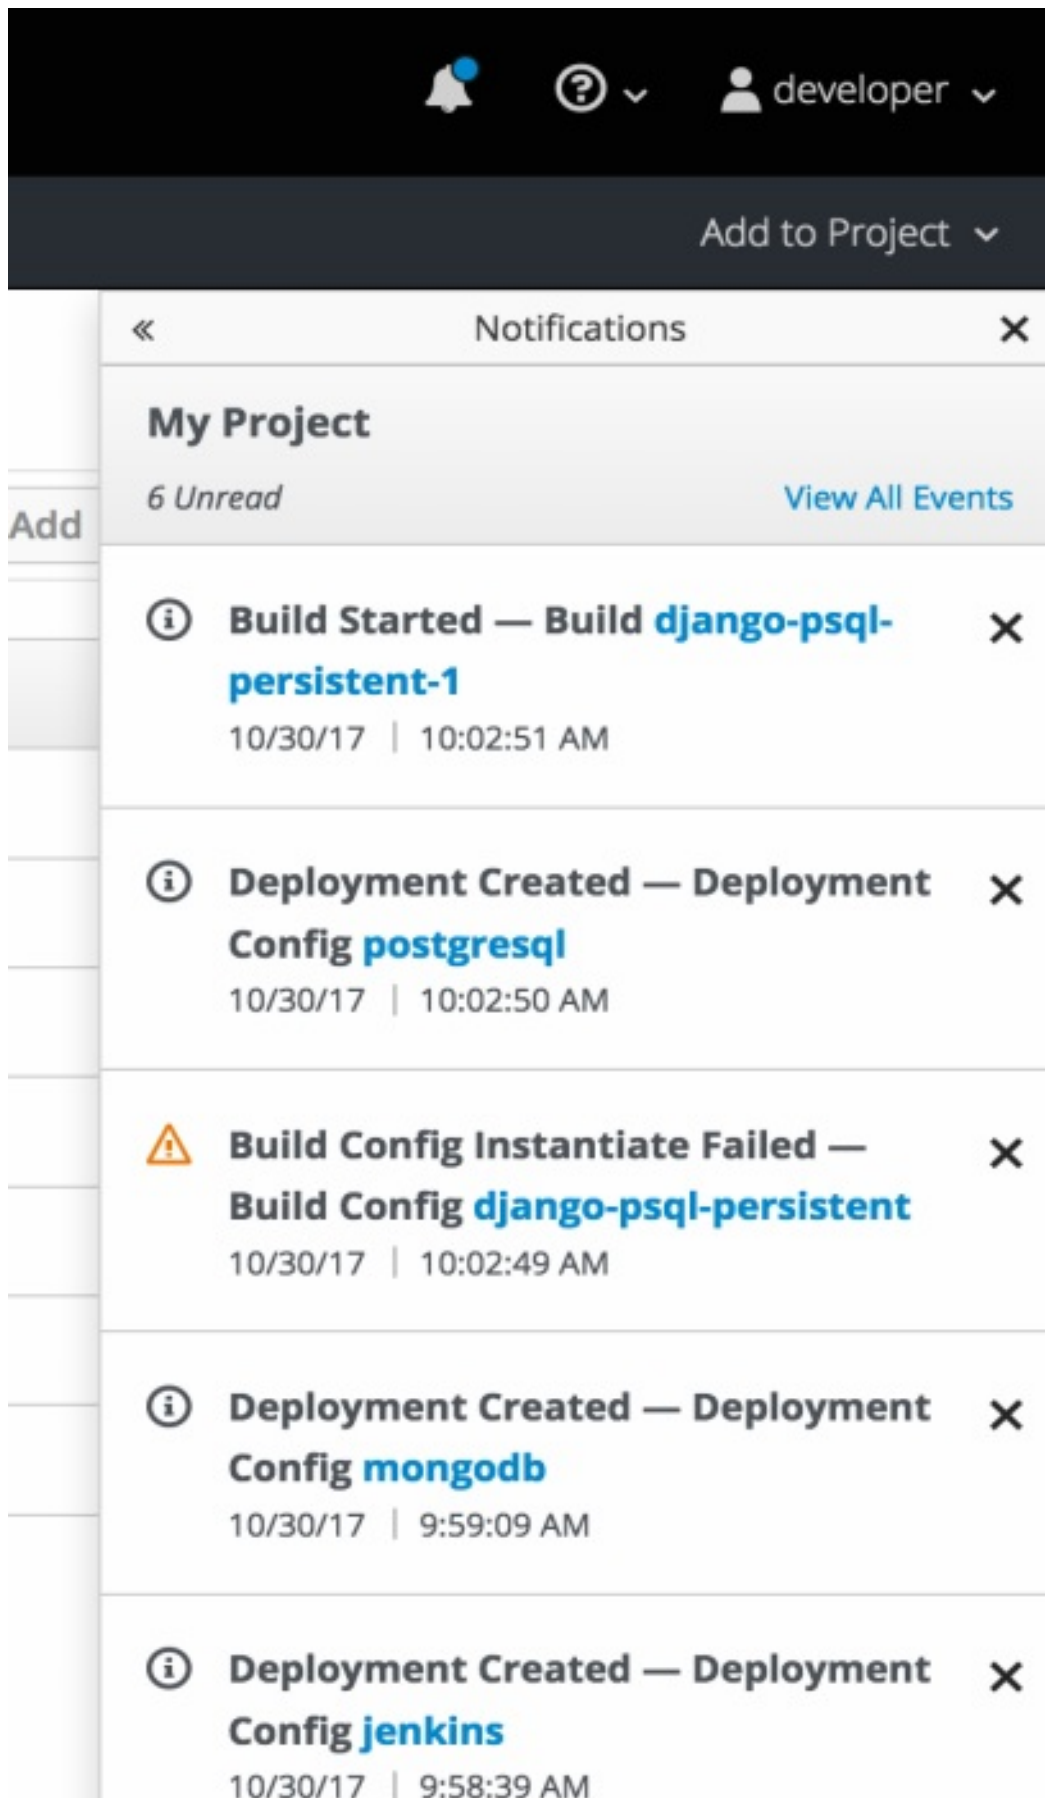 developer
Add to Project
Notifications
My Project
6 Unread View All Events
Add
Build Started — Build django-psql-
persistent-1
10/30/17 | 10:02:51 AM
Deployment Created — Deployment
Config postgresql
10/30/17 | 10:02:50 AM
Build Config Instantiate Failed —
Build Config django-psql-persistent
10/30/17 | 10:02:49 AM
Deployment Created — Deployment
Config mongodb
10/30/17 | 9:59:09 AM
Deployment Created — Deployment
Config jenkins
10/30/17 | 9:58:39 AM